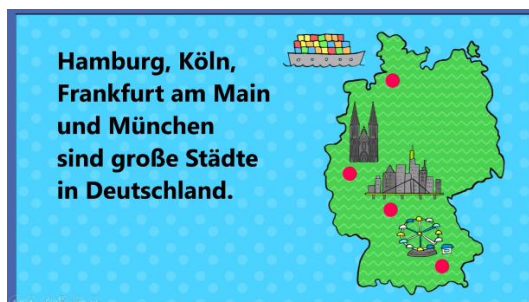 Hamburg, Köln,
Frankfurt am Main
und München
sind große Städte
in Deutschland.